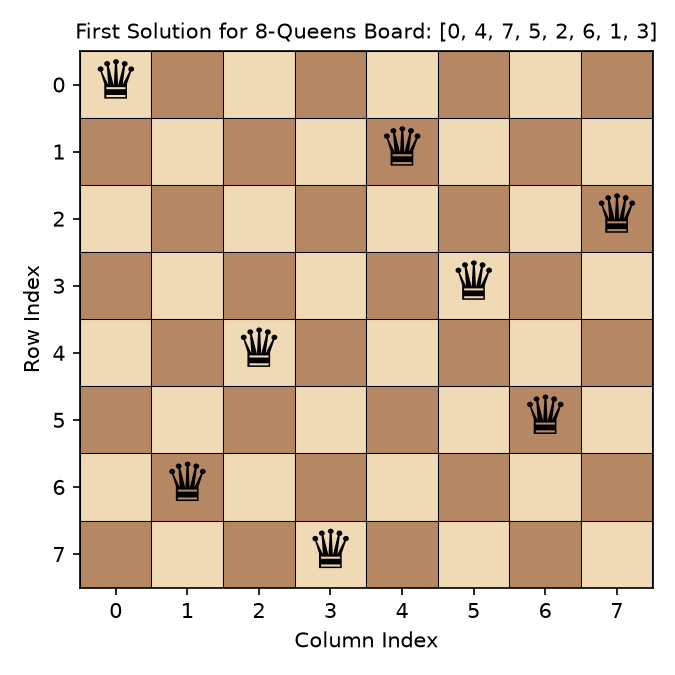 First Solution for 8-Queens Board: [0, 4, 7, 5, 2, 6, 1, 3]
0
1
2
3
4
5
6
7
Row Index
0 1 2 3 4 5 6 7
Column Index